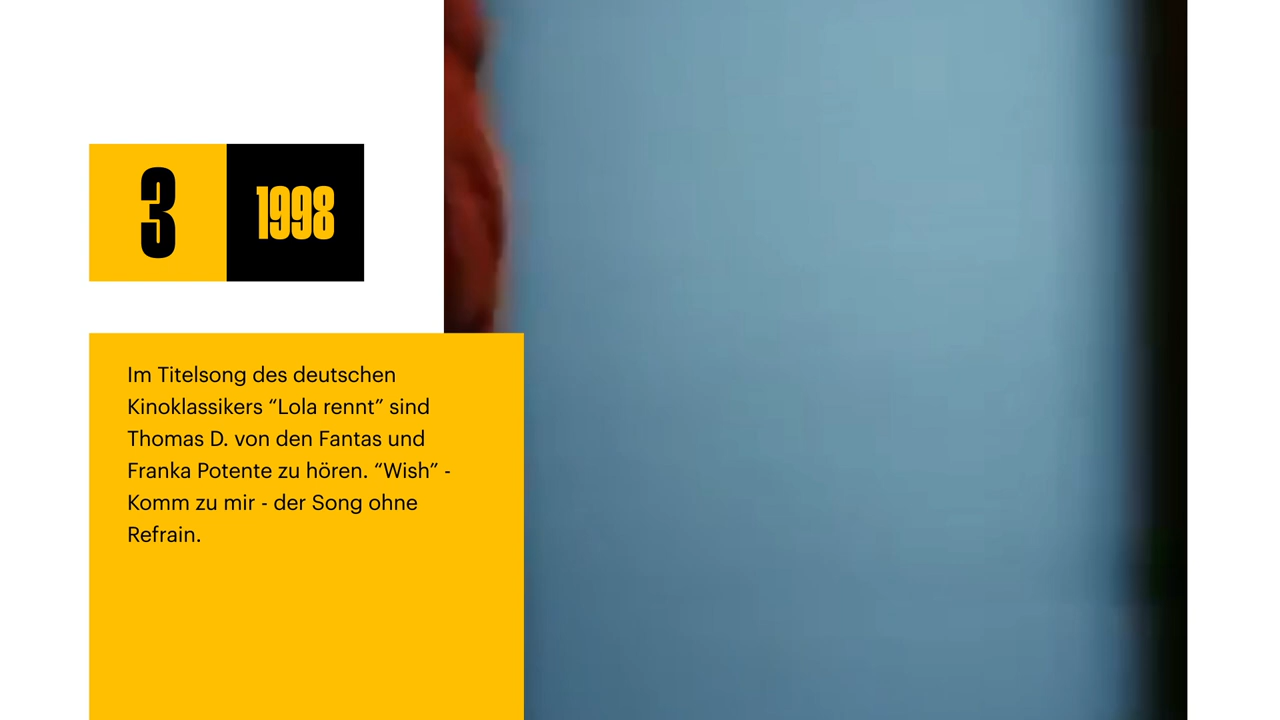 3
1998
Im Titelsong des deutschen
Kinoklassikers “Lola rennt” sind
Thomas D. von den Fantas und
Franka Potente zu hören. “Wish” -
Komm zu mir - der Song ohne
Refrain.